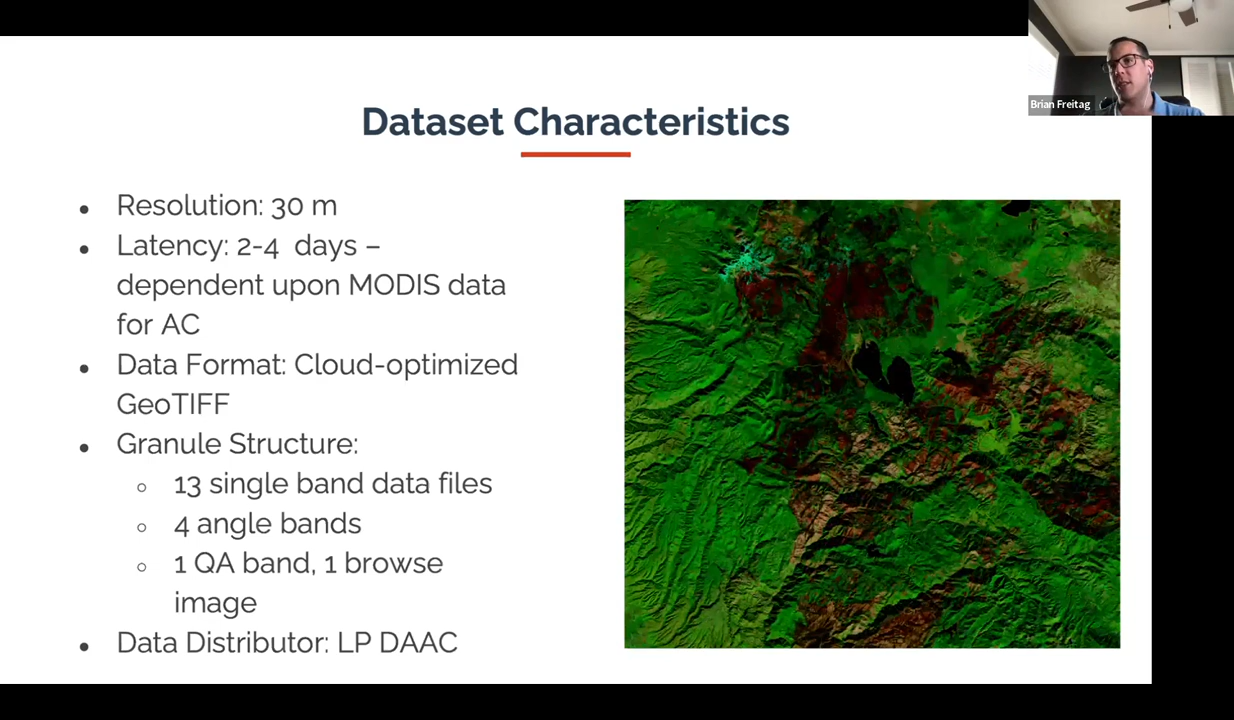 Brian Freitag
Dataset Characteristics
● Resolution: 30 m
● Latency: 2-4 days –
dependent upon MODIS data
for AC
● Data Format: Cloud-optimized
GeoTIFF
● Granule Structure:
○ 13 single band data files
○ 4 angle bands
○ 1 QA band, 1 browse
image
● Data Distributor: LP DAAC